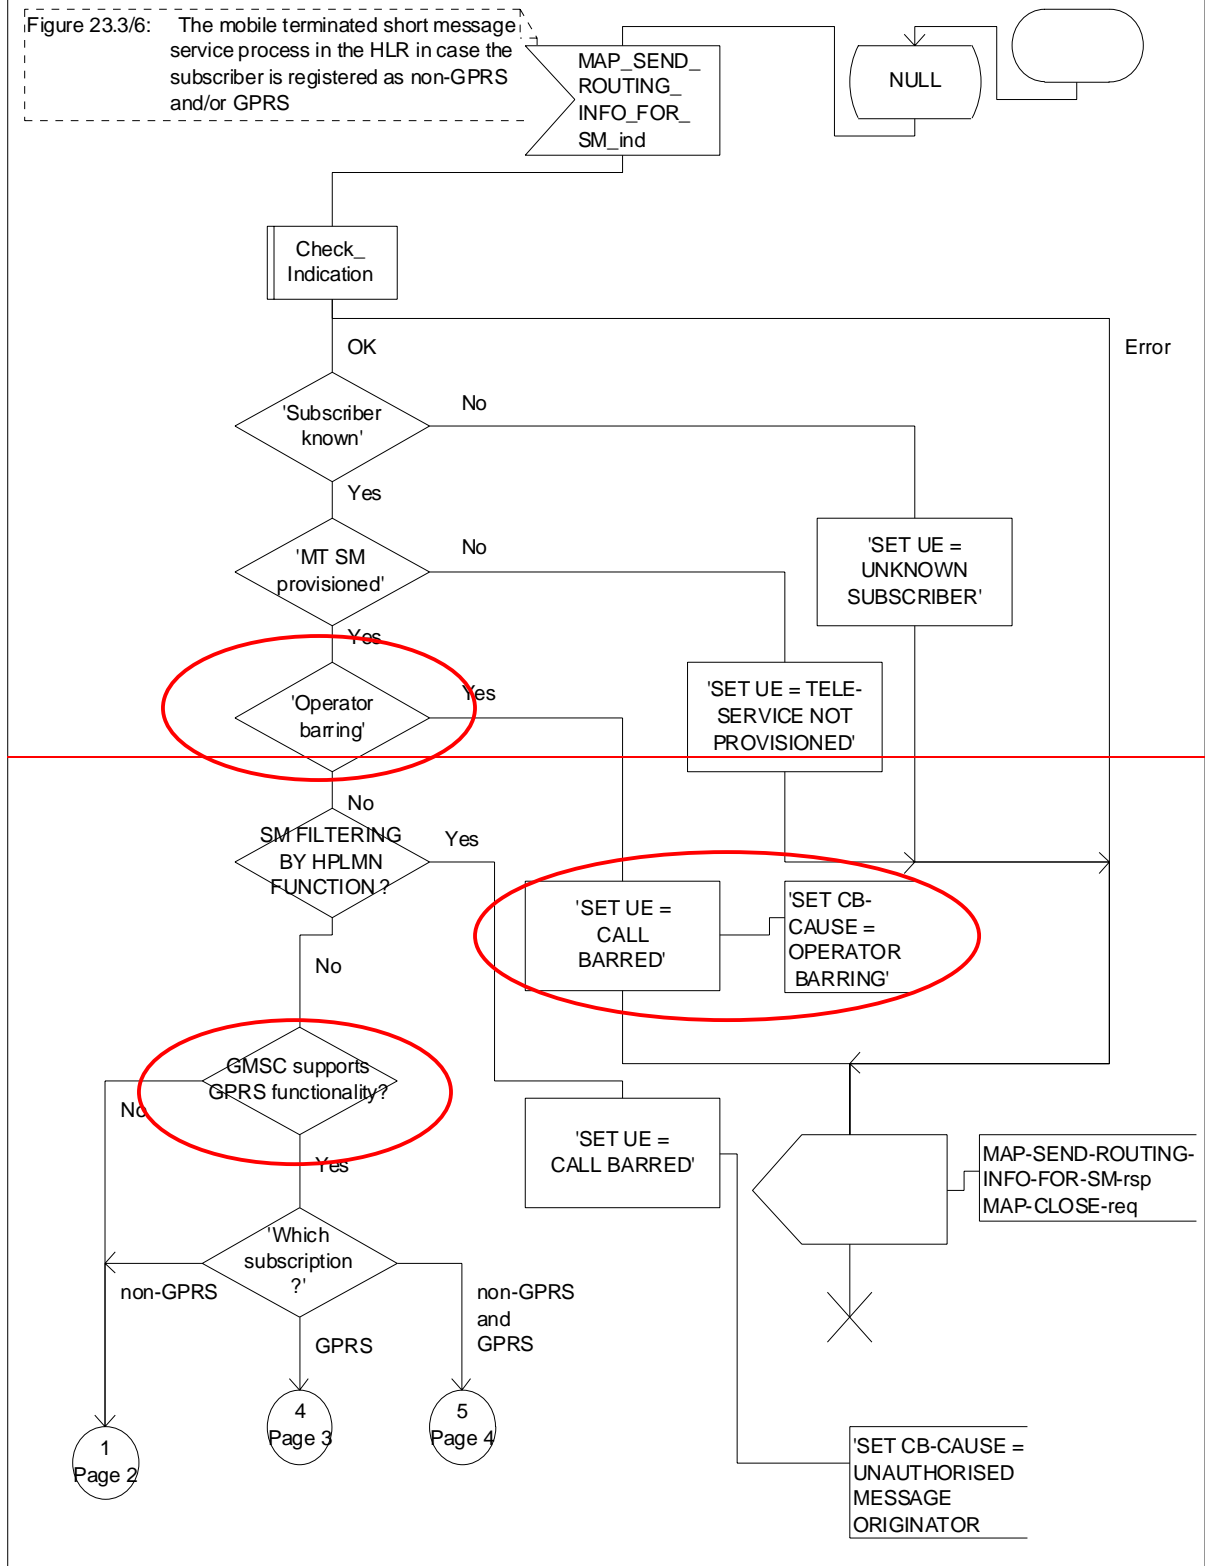 Figure 23.3/6: The mobile terminated short message
service process in the HLR in case the
subscriber is registered as non-GPRS
and/or GPRS
MAP_SEND_
ROUTING_
INFO_FOR_
SM_ind
NULL
Check_
Indication
OK
Error
'Subscriber
known'
No
Yes
'MT SM
provisioned'
No
'SET UE =
UNKNOWN
SUBSCRIBER'
Yes
'Operator
barring'
Yes
'SET UE = TELE-
SERVICE NOT
PROVISIONED'
No
SM FILTERING
BY HPLMN
FUNCTION ?
Yes
'SET UE =
CALL
BARRED'
'SET CB-
CAUSE =
OPERATOR
BARRING'
No
GMSC supports
GPRS functionality?
No
Yes
'SET UE =
CALL BARRED'
MAP-SEND-ROUTING-
INFO-FOR-SM-rsp
MAP-CLOSE-req
'Which
subscription
?'
non-GPRS
GPRS
non-GPRS
and
GPRS
1
Page 2
4
Page 3
5
Page 4
'SET CB-CAUSE =
UNAUTHORISED
MESSAGE
ORIGINATOR